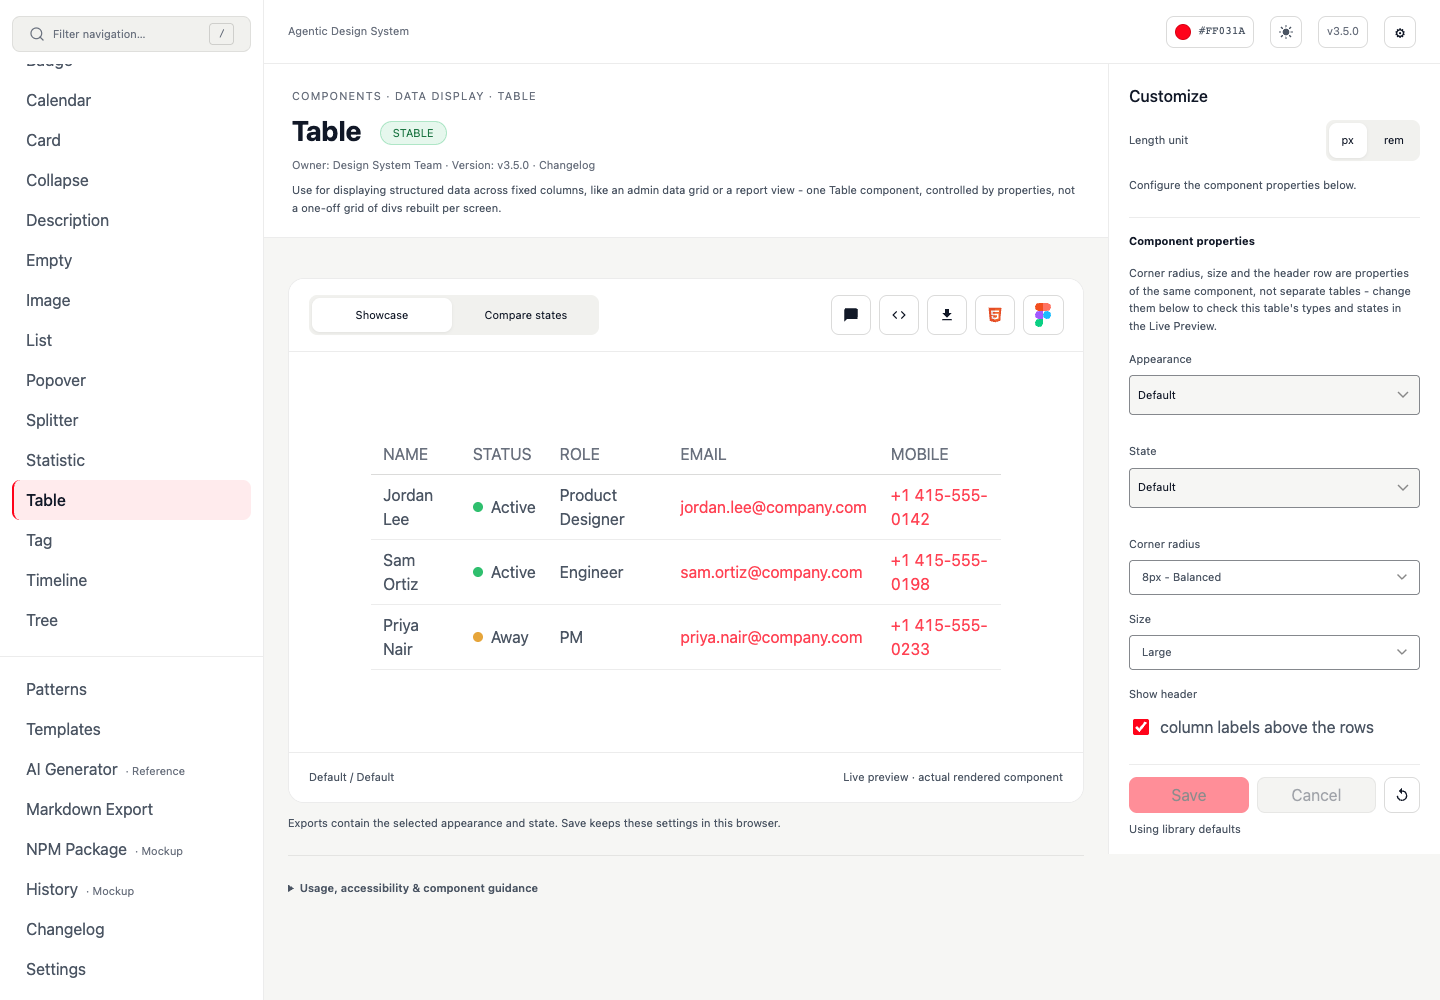 Filter navigation...
/
Badge
Calendar
Card
Collapse
Description
Empty
Image
List
Popover
Splitter
Statistic
Table
Tag
Timeline
Tree
Patterns
Templates
AI Generator · Reference
Markdown Export
NPM Package · Mockup
History · Mockup
Changelog
Settings
Agentic Design System
#FF031A
v3.5.0
COMPONENTS · DATA DISPLAY · TABLE
Table
STABLE
Owner: Design System Team · Version: v3.5.0 · Changelog
Use for displaying structured data across fixed columns, like an admin data grid or a report view - one Table component, controlled by properties, not
a one-off grid of divs rebuilt per screen.
Showcase
Compare states
NAME STATUS ROLE EMAIL MOBILE
Jordan Lee Active Product Designer jordan.lee@company.com +1 415-555-0142
Sam Ortiz Active Engineer sam.ortiz@company.com +1 415-555-0198
Priya Nair Away PM priya.nair@company.com +1 415-555-0233
Default / Default
Live preview · actual rendered component
Exports contain the selected appearance and state. Save keeps these settings in this browser.
Usage, accessibility & component guidance
Customize
Length unit
px
rem
Configure the component properties below.
Component properties
Corner radius, size and the header row are properties
of the same component, not separate tables - change
them below to check this table's types and states in
the Live Preview.
Appearance
Default
State
Default
Corner radius
8px - Balanced
Size
Large
Show header
column labels above the rows
Save
Cancel
Using library defaults